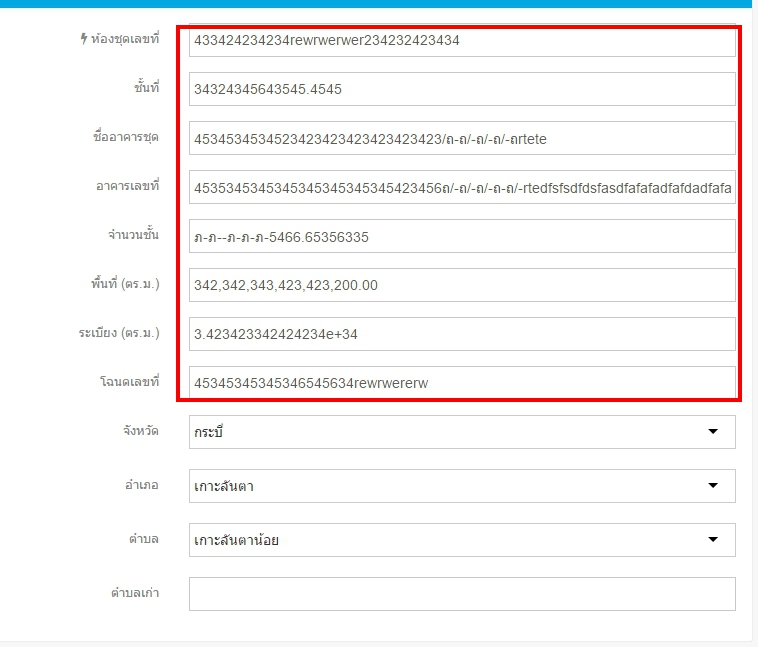 ห้องชุดเลขที่ 433424234234rewrwerwer234232423434
ชั้นที่ 34324345643545.4545
ชื่ออาคารชุด 4534534534523423423423423423423/ถ-ถ/-ถ/-ถ/-ถrtete
อาคารเลขที่ 4535345345345345345345345423456ถ/-ถ/-ถ/-ถ-ถ/-rtedfsfsdfdsfasdfafafadfafdadfafa
จำนวนชั้น ภ-ภ--ภ-ภ-ภ-5466.65356335
พื้นที่ (ตร.ม.) 342,342,343,423,423,200.00
ระเบียง (ตร.ม.) 3.423423342424234e+34
โฉนดเลขที่ 45345345345346545634rewrwererw
จังหวัด กระบี่
อำเภอ เกาะลันตา
ตำบล เกาะลันตาน้อย
ตำบลเก่า